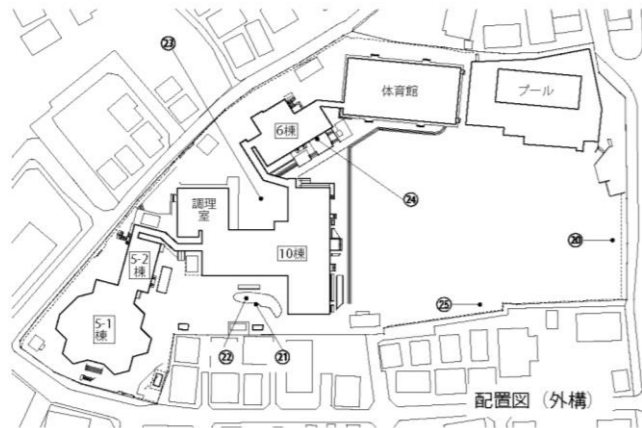 ㉓
体育館
プール
6棟
㉔
調理
室
⑳
10棟
5-2
棟
㉕
5-1
棟
㉒
㉑
配置図（外構）